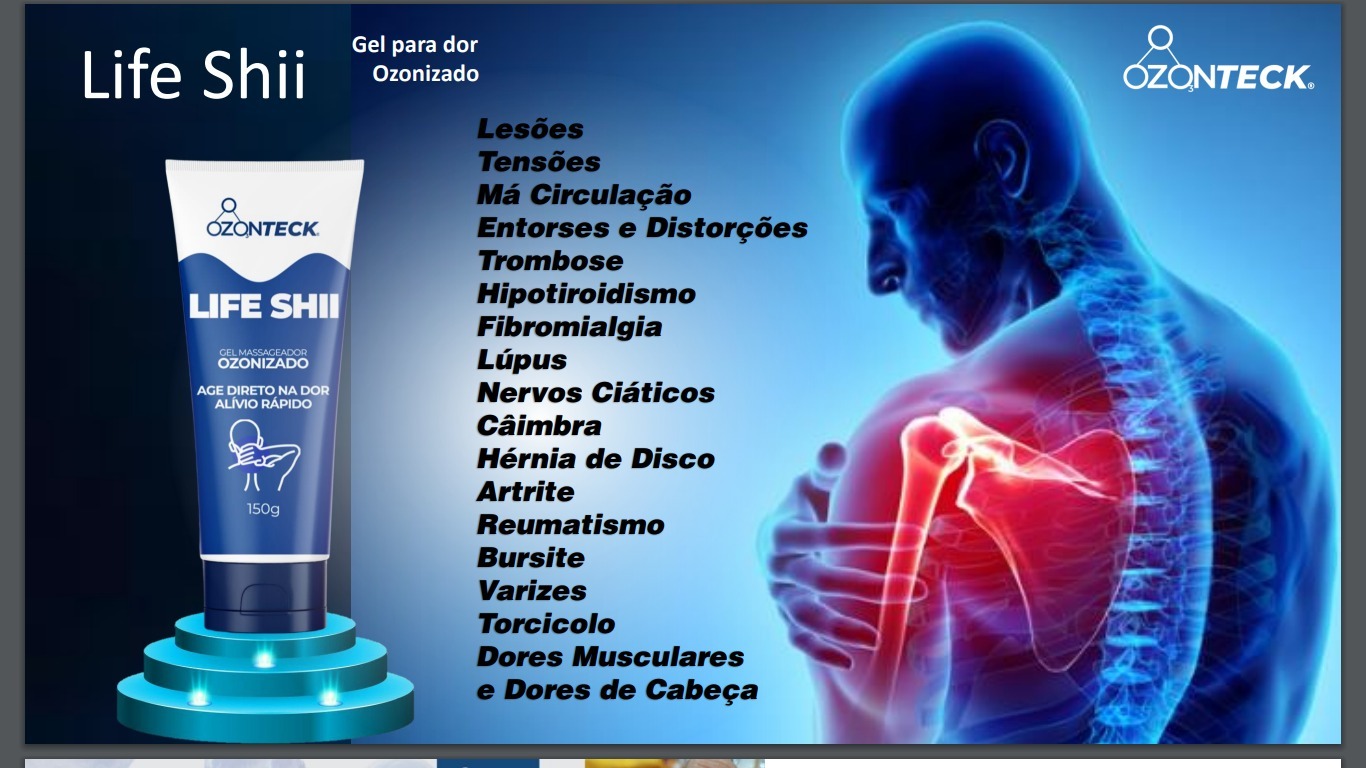 Life Shii
Gel para dor
Ozonizado
OZO3NTECK®
OZO3NTECK
LIFE SHII
GEL MASSAGEADOR
OZONIZADO
AGE DIRETO NA DOR
ALÍVIO RÁPIDO
150g
Lesões
Tensões
Má Circulação
Entorses e Distorções
Trombose
Hipotiroidismo
Fibromialgia
Lúpus
Nervos Ciáticos
Câimbra
Hérnia de Disco
Artrite
Reumatismo
Bursite
Varizes
Torcicolo
Dores Musculares
e Dores de Cabeça